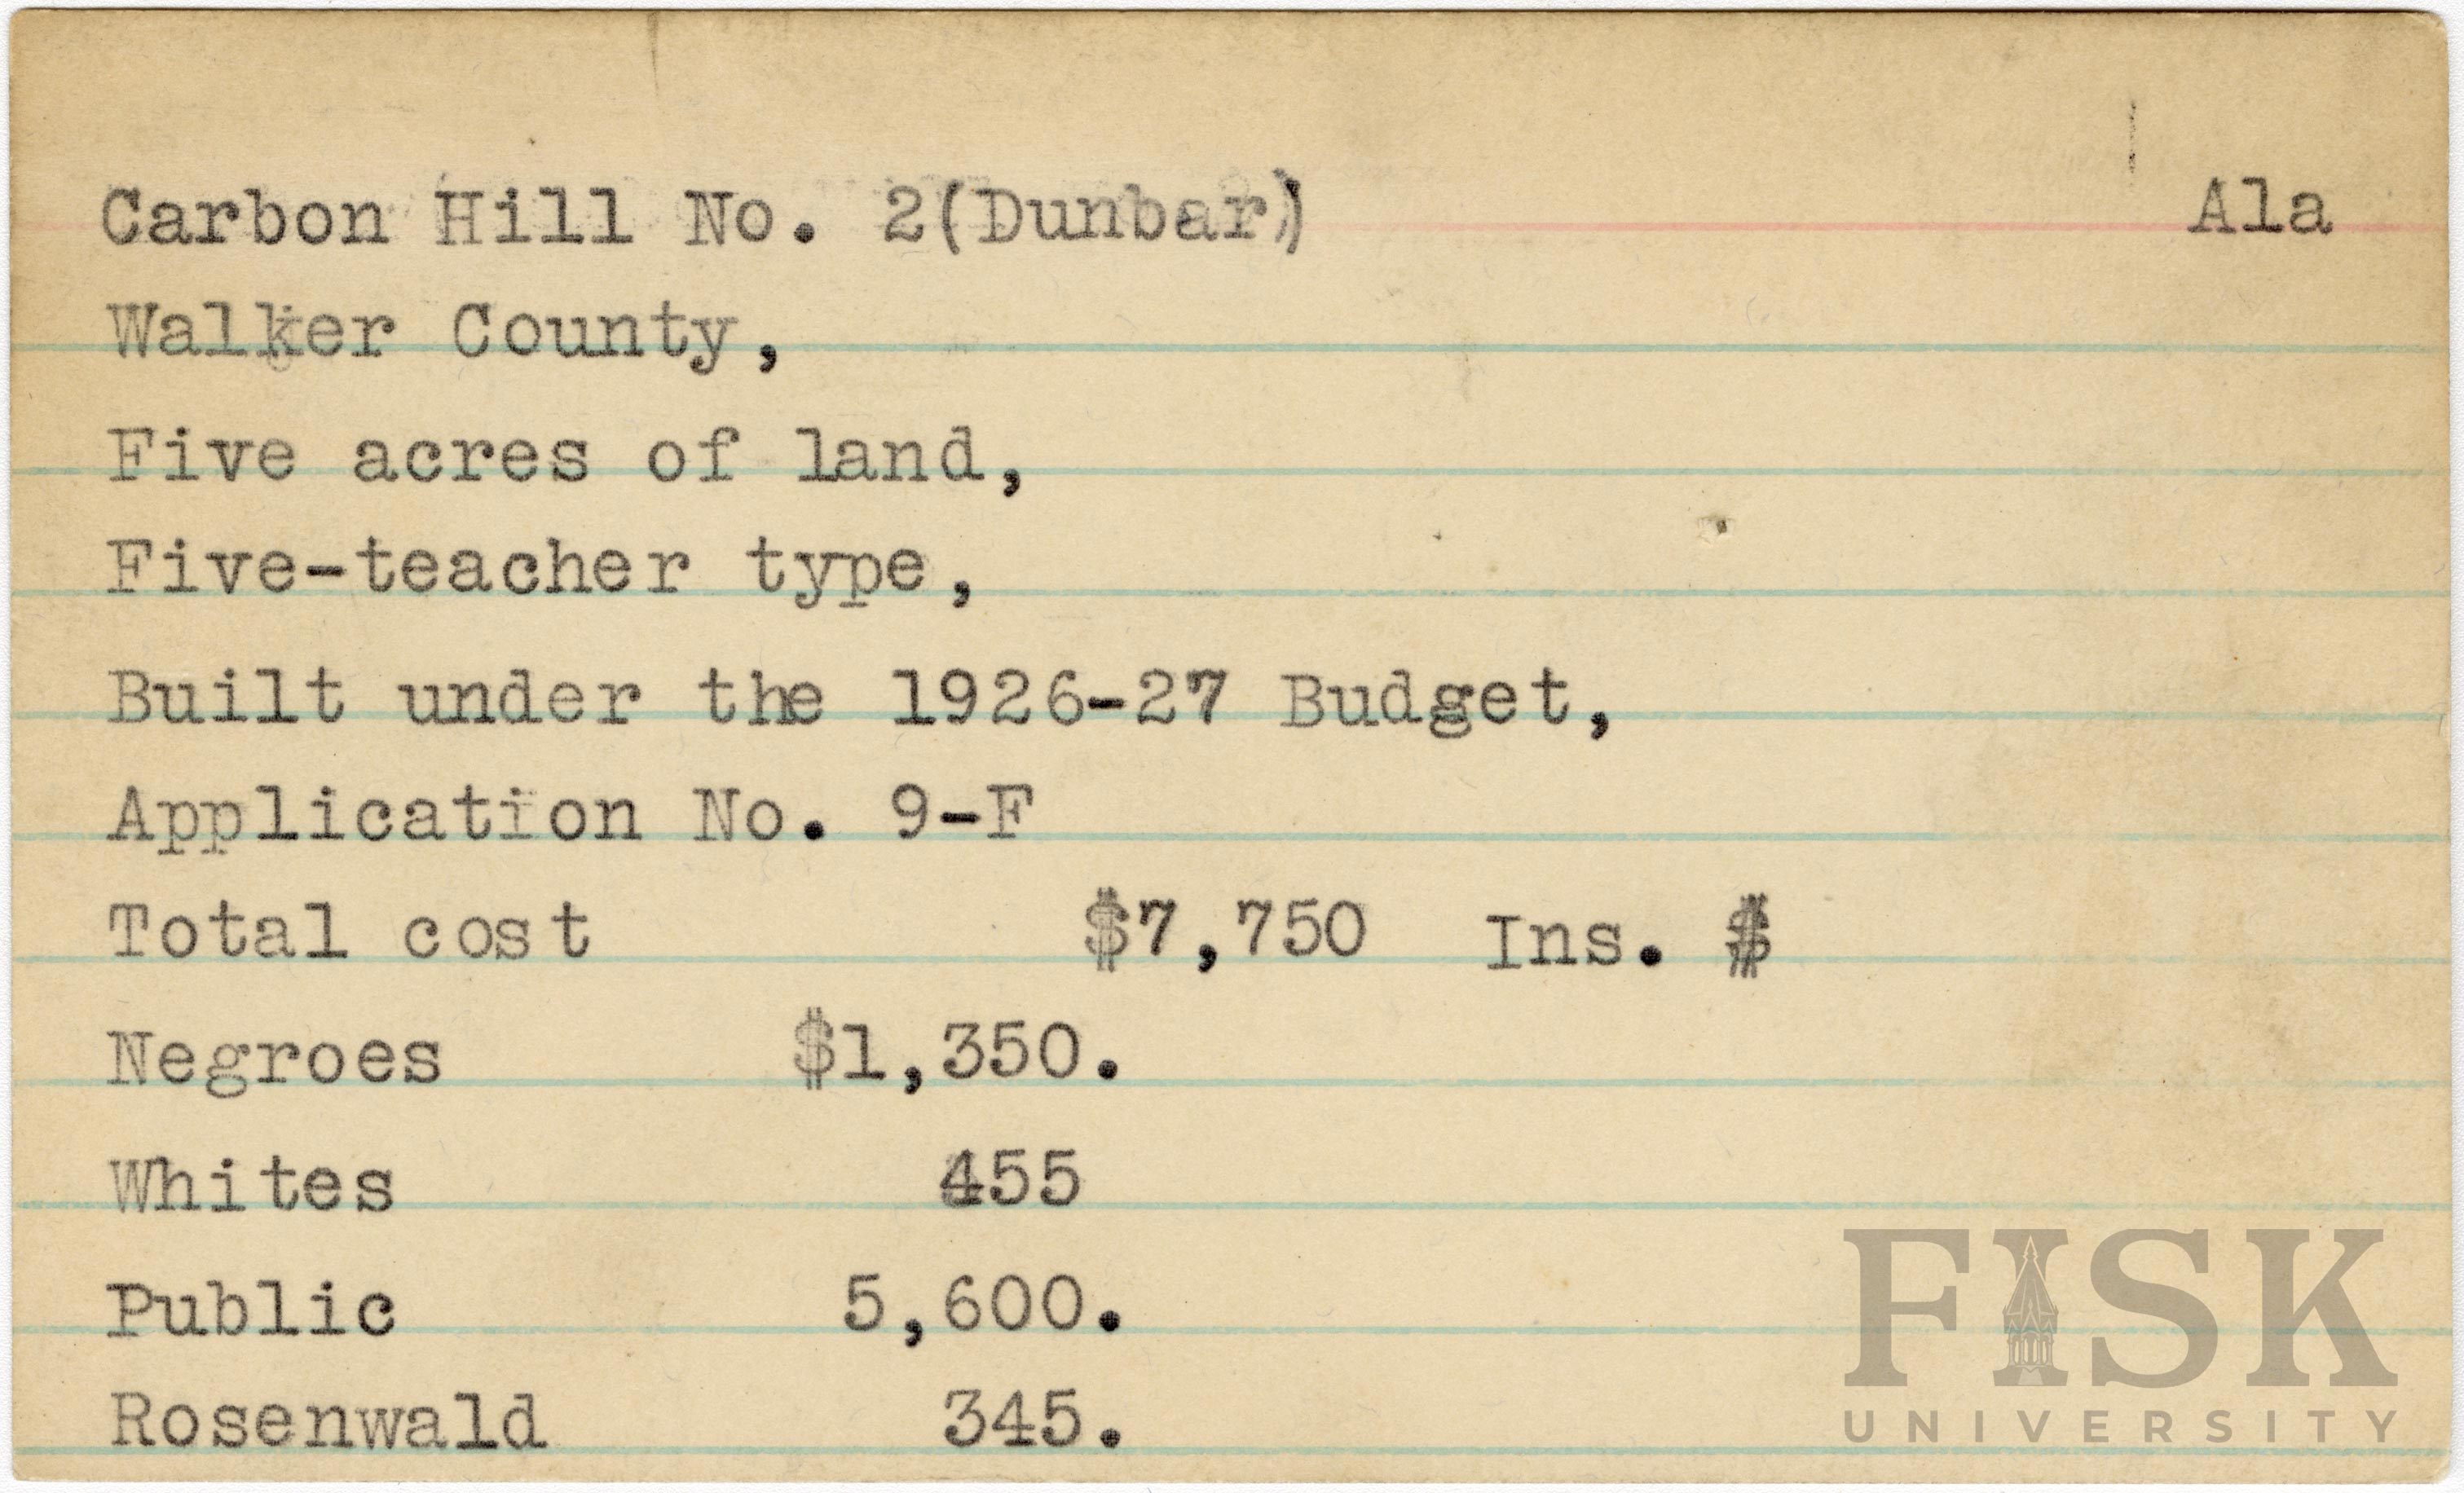 Carbon Hill No. 2(Dunbar) Ala
Walker County,
Five acres of land,
Five-teacher type,
Built under the 1926-27 Budget,
Application No. 9-F
Total cost $7,750 Ins. $
Negroes $1,350.
Whites 455
Public 5,600.
Rosenwald 345.
FISK
UNIVERSITY